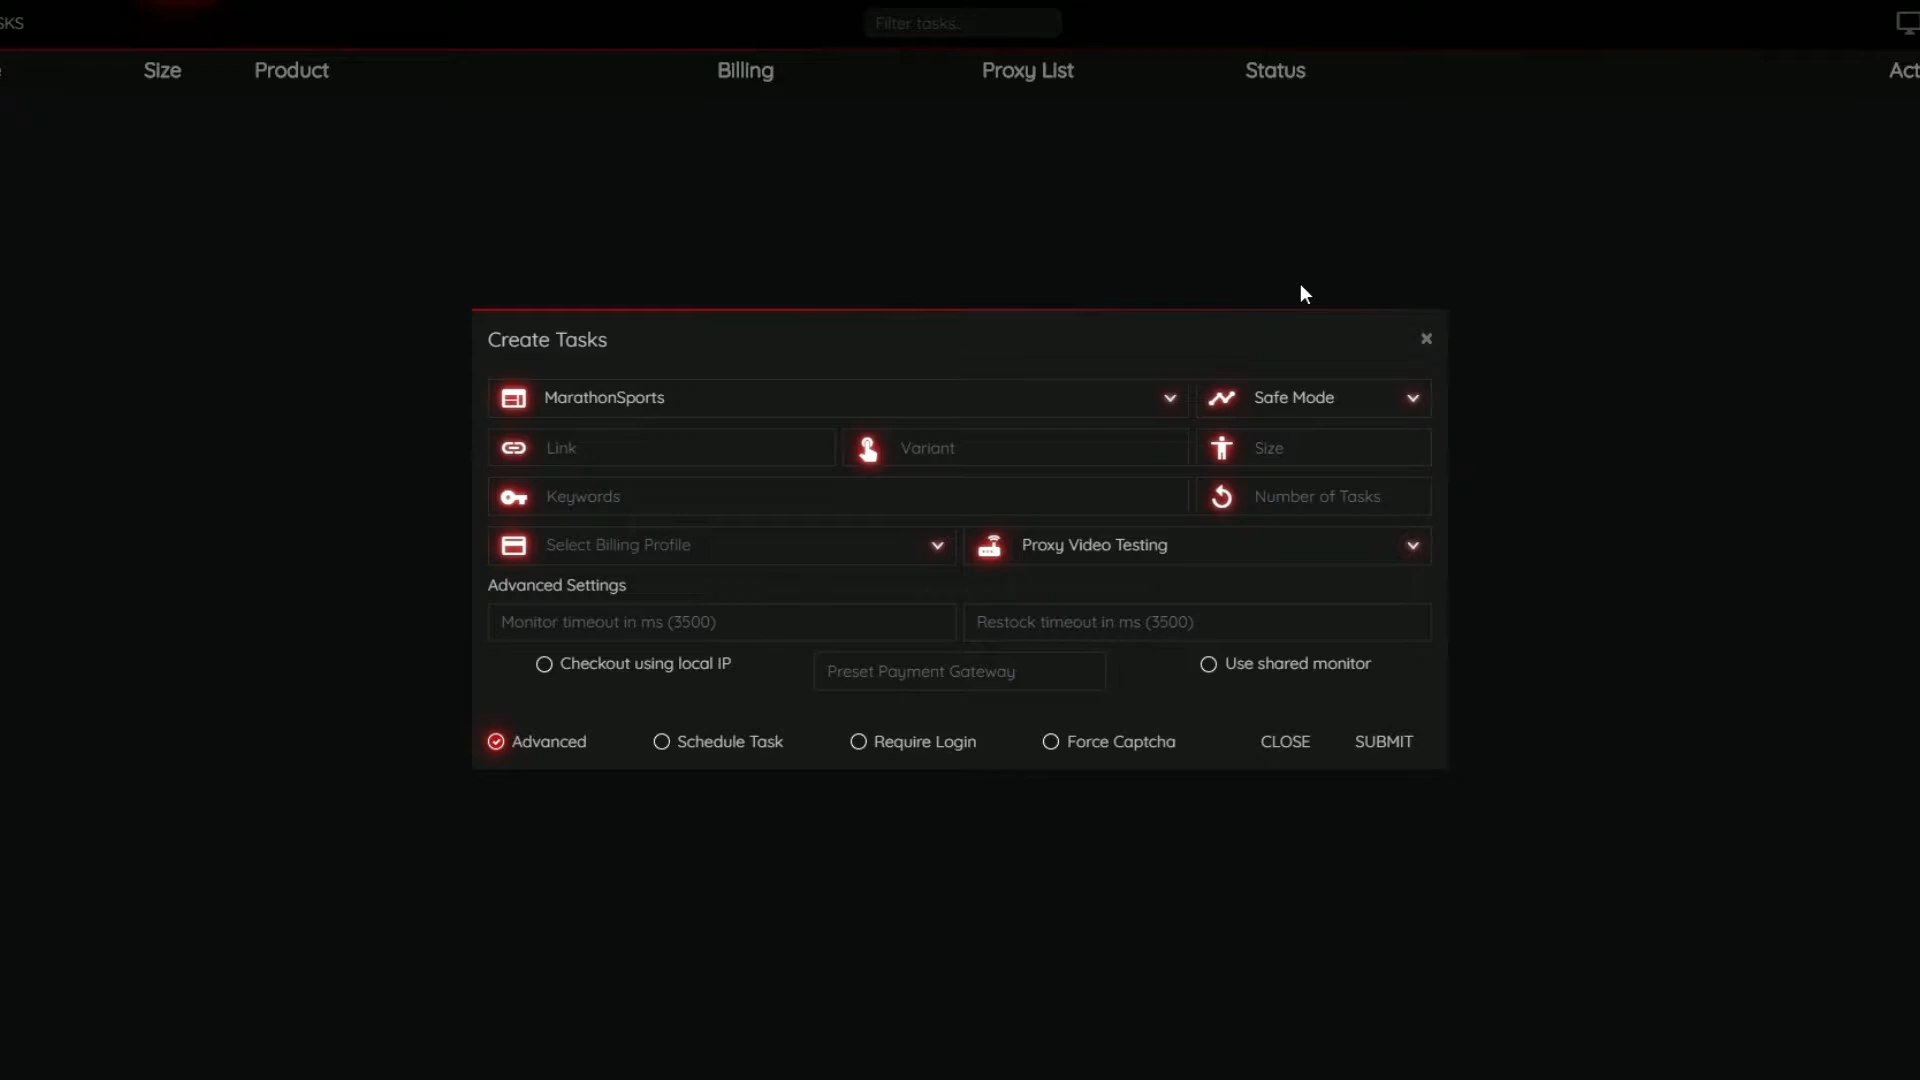 SKS
Filter tasks..
Size Product Billing Proxy List Status Act
Create Tasks
MarathonSports Safe Mode
Link Variant Size
Keywords Number of Tasks
Select Billing Profile Proxy Video Testing
Advanced Settings
Monitor timeout in ms (3500) Restock timeout in ms (3500)
Checkout using local IP Preset Payment Gateway Use shared monitor
Advanced Schedule Task Require Login Force Captcha CLOSE SUBMIT